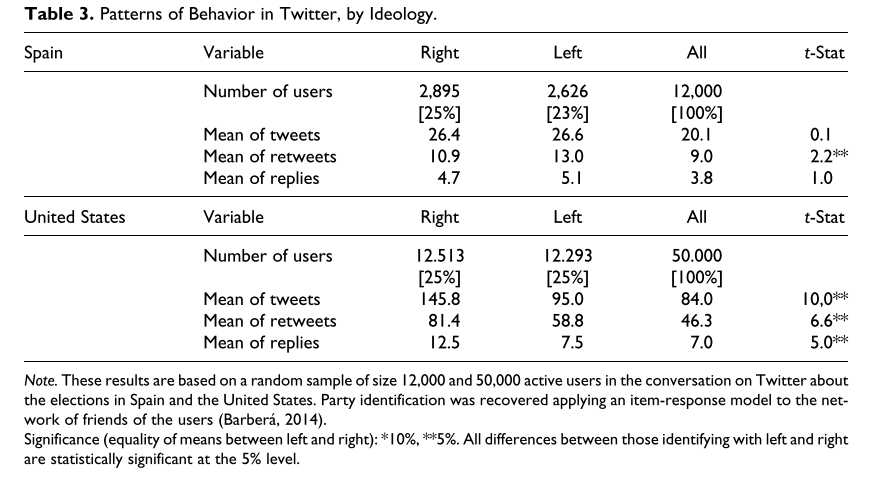 Table 3. Patterns of Behavior in Twitter, by Ideology.
Spain Variable Right Left All t-Stat
Number of users 2,895 2,626 12,000
[25%] [23%] [100%]
Mean of tweets 26.4 26.6 20.1 0.1
Mean of retweets 10.9 13.0 9.0 2.2**
Mean of replies 4.7 5.1 3.8 1.0
United States Variable Right Left All t-Stat
Number of users 12.513 12.293 50.000
[25%] [25%] [100%]
Mean of tweets 145.8 95.0 84.0 10,0**
Mean of retweets 81.4 58.8 46.3 6.6**
Mean of replies 12.5 7.5 7.0 5.0**
Note. These results are based on a random sample of size 12,000 and 50,000 active users in the conversation on Twitter about
the elections in Spain and the United States. Party identification was recovered applying an item-response model to the net-
work of friends of the users (Barberá, 2014).
Significance (equality of means between left and right): *10%, **5%. All differences between those identifying with left and right
are statistically significant at the 5% level.